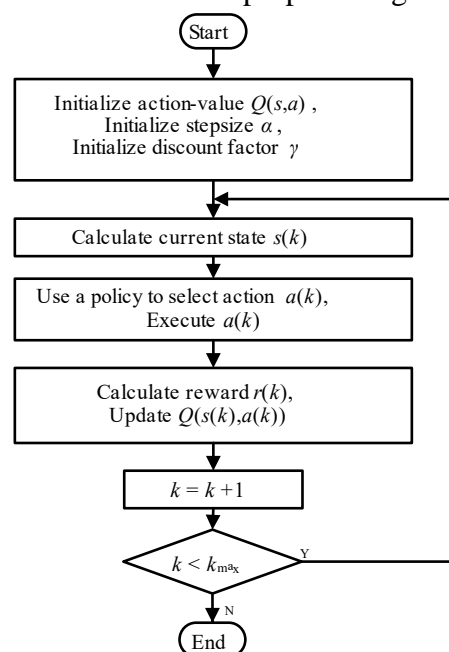 Start
Initialize action-value Q(s,a) ,
Initialize stepsize α ,
Initialize discount factor γ
Calculate current state s(k)
Use a policy to select action a(k),
Execute a(k)
Calculate reward r(k),
Update Q(s(k),a(k))
k = k +1
k < kmax
Y
N
End